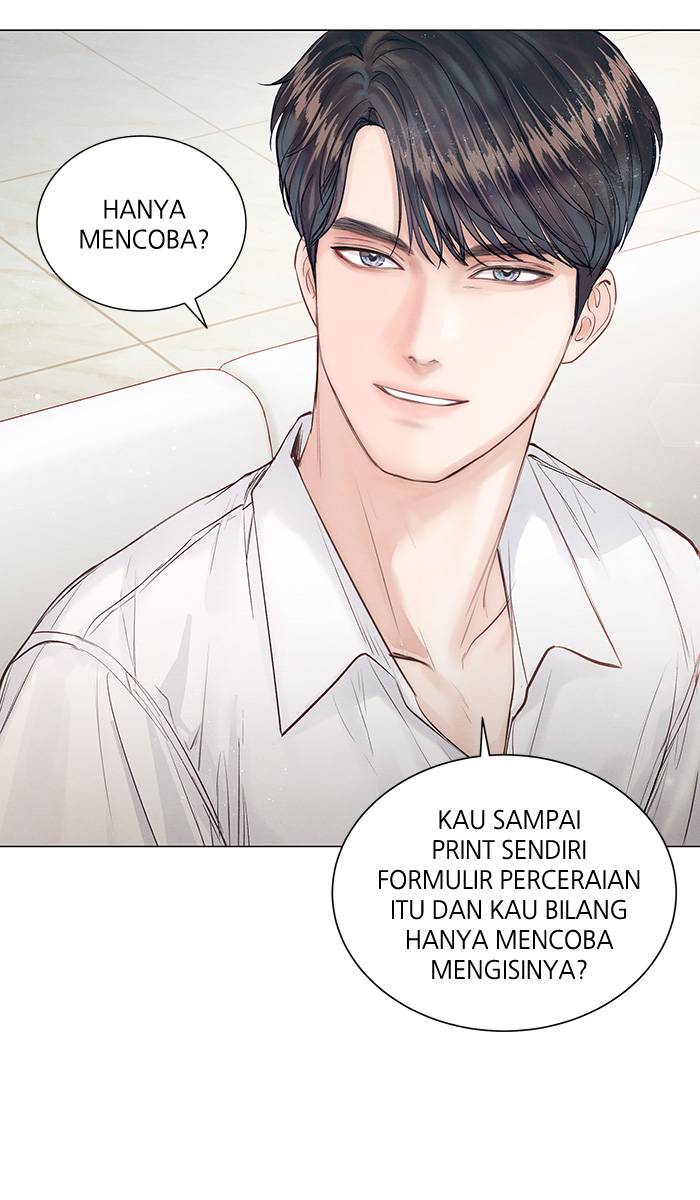 HANYA
MENCOBA?
KAU SAMPAI
PRINT SENDIRI
FORMULIR PERCERAIAN
ITU DAN KAU BILANG
HANYA MENCOBA
MENGISINYA?